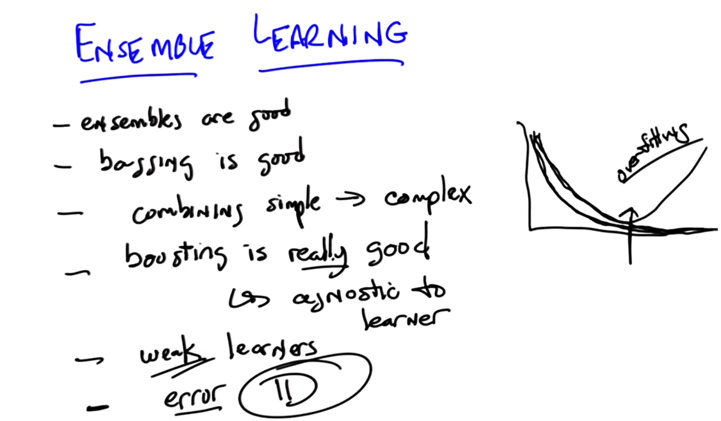 ENSEMBLE LEARNING
- ensembles are good
- bagging is good
- combining simple → complex
- boosting is really good
↳ agnostic to
learner
- weak learners
- error D
overfitting